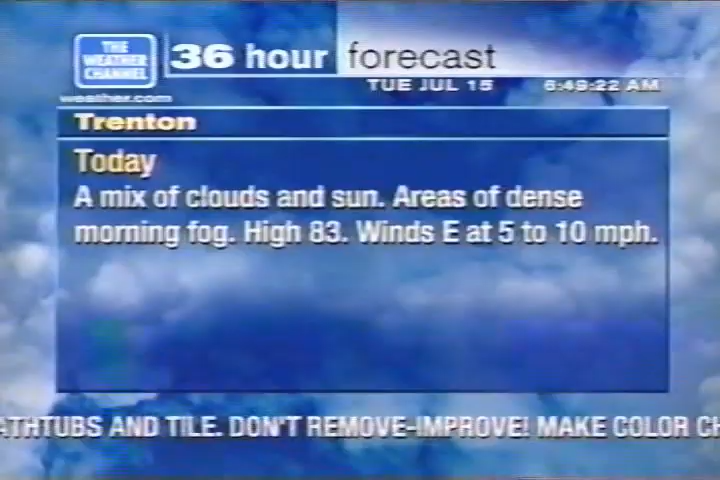 THE
WEATHER
CHANNEL
weather.com
36 hour forecast
TUE JUL 15 6:49:22 AM
Trenton
Today
A mix of clouds and sun. Areas of dense
morning fog. High 83. Winds E at 5 to 10 mph.
ATHTUBS AND TILE. DON'T REMOVE-IMPROVE! MAKE COLOR CH